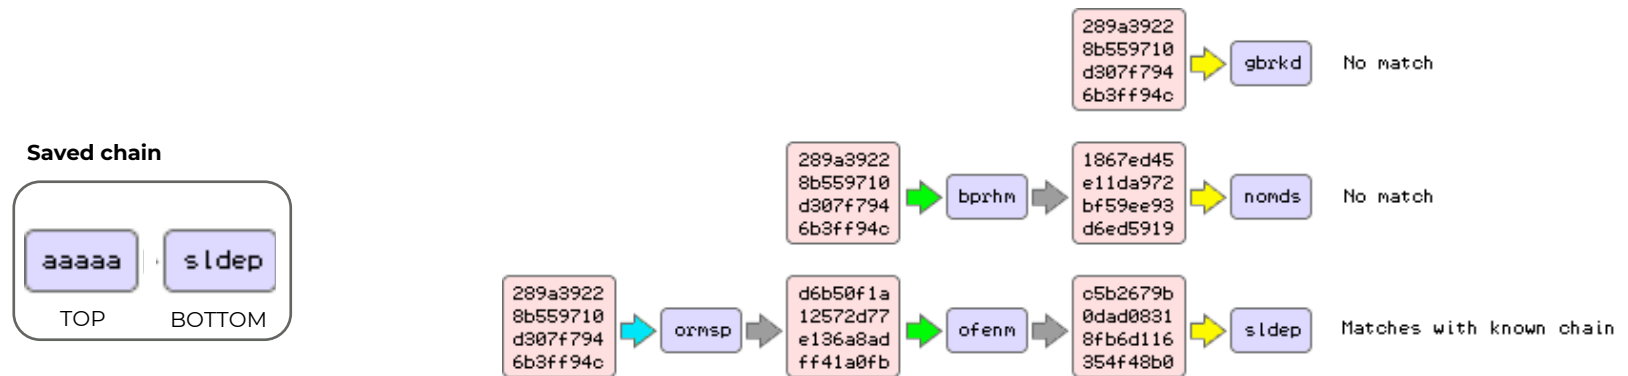 289a3922
8b559710
d307f794
6b3ff94c
gbrkd
No match
Saved chain
aaaaa
sldep
TOP
BOTTOM
289a3922
8b559710
d307f794
6b3ff94c
bprhm
1867ed45
e11da972
bf59ee93
d6ed5919
nomds
No match
289a3922
8b559710
d307f794
6b3ff94c
ormsp
d6b50f1a
12572d77
e136a8ad
ff41a0fb
ofenm
c5b2679b
0dad0831
8fb6d116
354f48b0
sldep
Matches with known chain